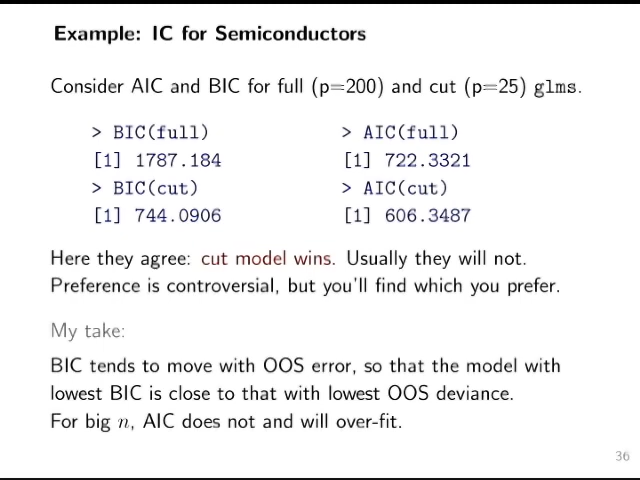 Example: IC for Semiconductors
Consider AIC and BIC for full (p=200) and cut (p=25) glms.
> BIC(full) > AIC(full)
[1] 1787.184 [1] 722.3321
> BIC(cut) > AIC(cut)
[1] 744.0906 [1] 606.3487
Here they agree: cut model wins. Usually they will not.
Preference is controversial, but you'll find which you prefer.
My take:
BIC tends to move with OOS error, so that the model with
lowest BIC is close to that with lowest OOS deviance.
For big n, AIC does not and will over-fit.
36